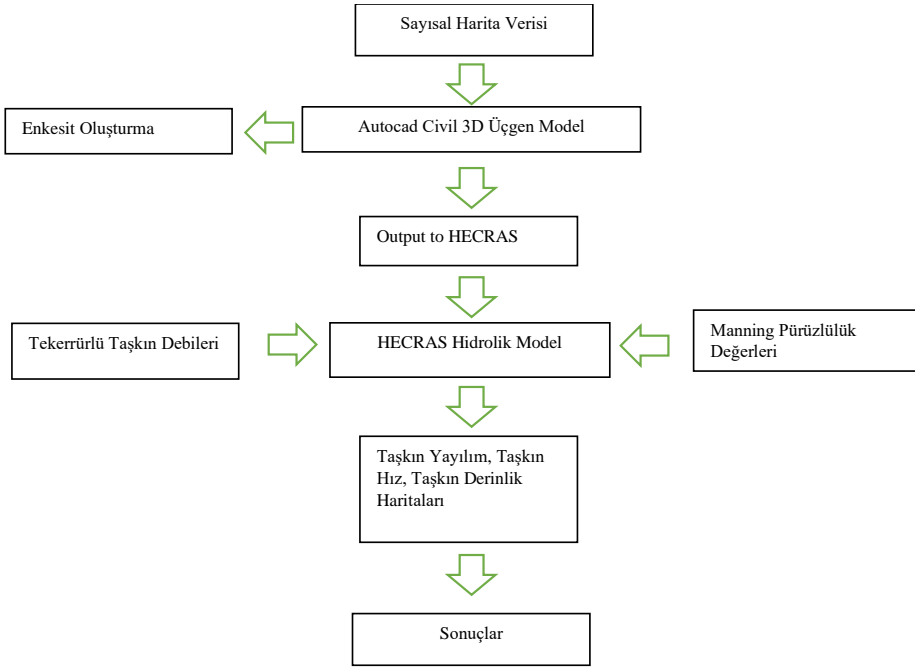 Sayısal Harita Verisi
Enkesit Oluşturma
Autocad Civil 3D Üçgen Model
Output to HECRAS
Tekerrürlü Taşkın Debileri
HECRAS Hidrolik Model
Manning Pürüzlülük
Değerleri
Taşkın Yayılım, Taşkın
Hız, Taşkın Derinlik
Haritaları
Sonuçlar